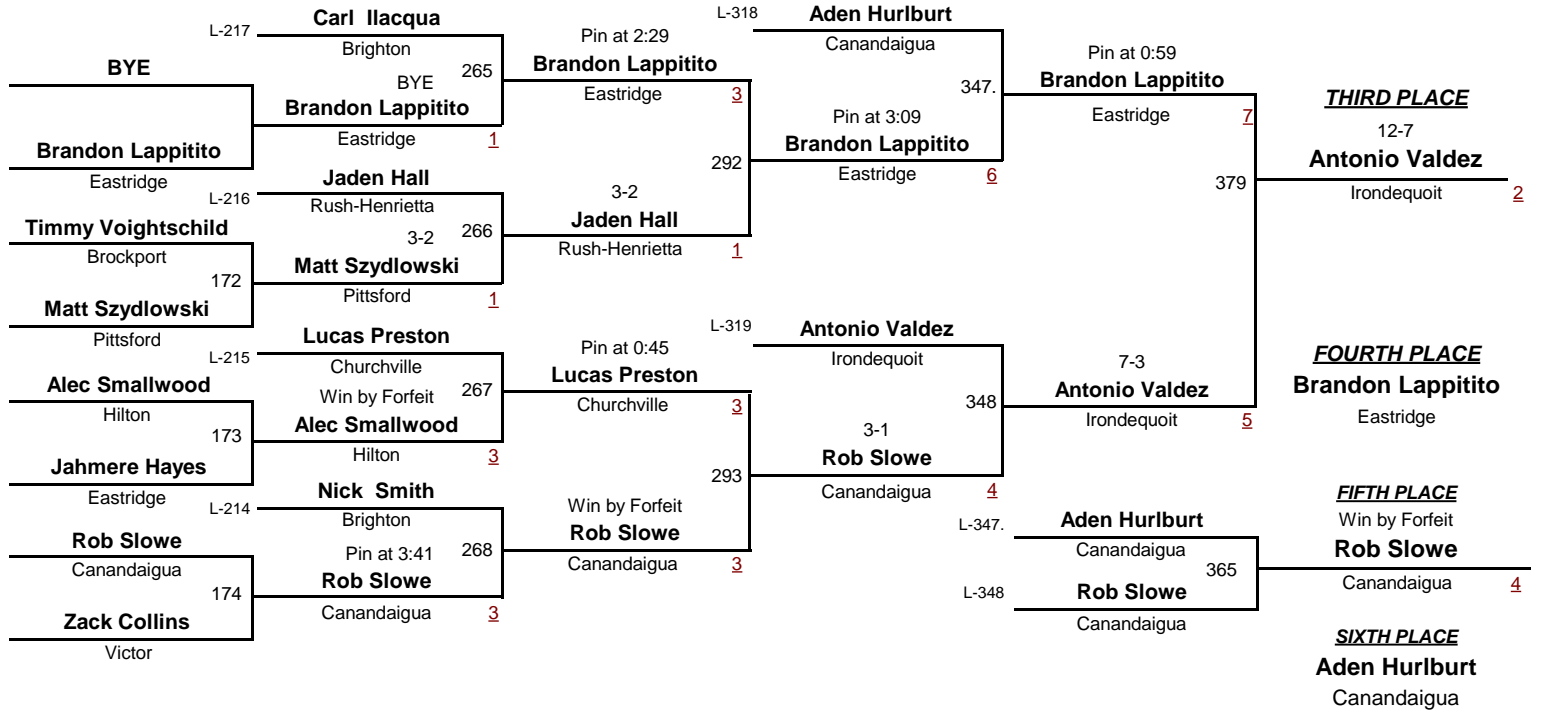 L-217
Carl Ilacqua
Brighton
BYE
BYE
265
Brandon Lappitito
Eastridge
Brandon Lappitito
Eastridge
1
L-216
Jaden Hall
Rush-Henrietta
Timmy Voightschild
Brockport
172
3-2
266
Matt Szydlowski
Pittsford
Matt Szydlowski
Pittsford
1
L-215
Lucas Preston
Churchville
Alec Smallwood
Hilton
173
Win by Forfeit
267
Jahmere Hayes
Eastridge
Alec Smallwood
Hilton
3
L-214
Nick Smith
Brighton
Rob Slowe
Canandaigua
174
Pin at 3:41
268
Zack Collins
Victor
Rob Slowe
Canandaigua
3
Pin at 2:29
Brandon Lappitito
Eastridge
3
292
3-2
Jaden Hall
Rush-Henrietta
1
Pin at 0:45
Lucas Preston
Churchville
3
293
Win by Forfeit
Rob Slowe
Canandaigua
3
L-318
Aden Hurlburt
Canandaigua
347.
Pin at 3:09
Brandon Lappitito
Eastridge
6
L-319
Antonio Valdez
Irondequoit
348
3-1
Rob Slowe
Canandaigua
4
Pin at 0:59
Brandon Lappitito
Eastridge
7
379
7-3
Antonio Valdez
Irondequoit
5
L-347.
Aden Hurlburt
Canandaigua
365
L-348
Rob Slowe
Canandaigua
THIRD PLACE
12-7
Antonio Valdez
Irondequoit
2
FOURTH PLACE
Brandon Lappitito
Eastridge
FIFTH PLACE
Win by Forfeit
Rob Slowe
Canandaigua
4
SIXTH PLACE
Aden Hurlburt
Canandaigua